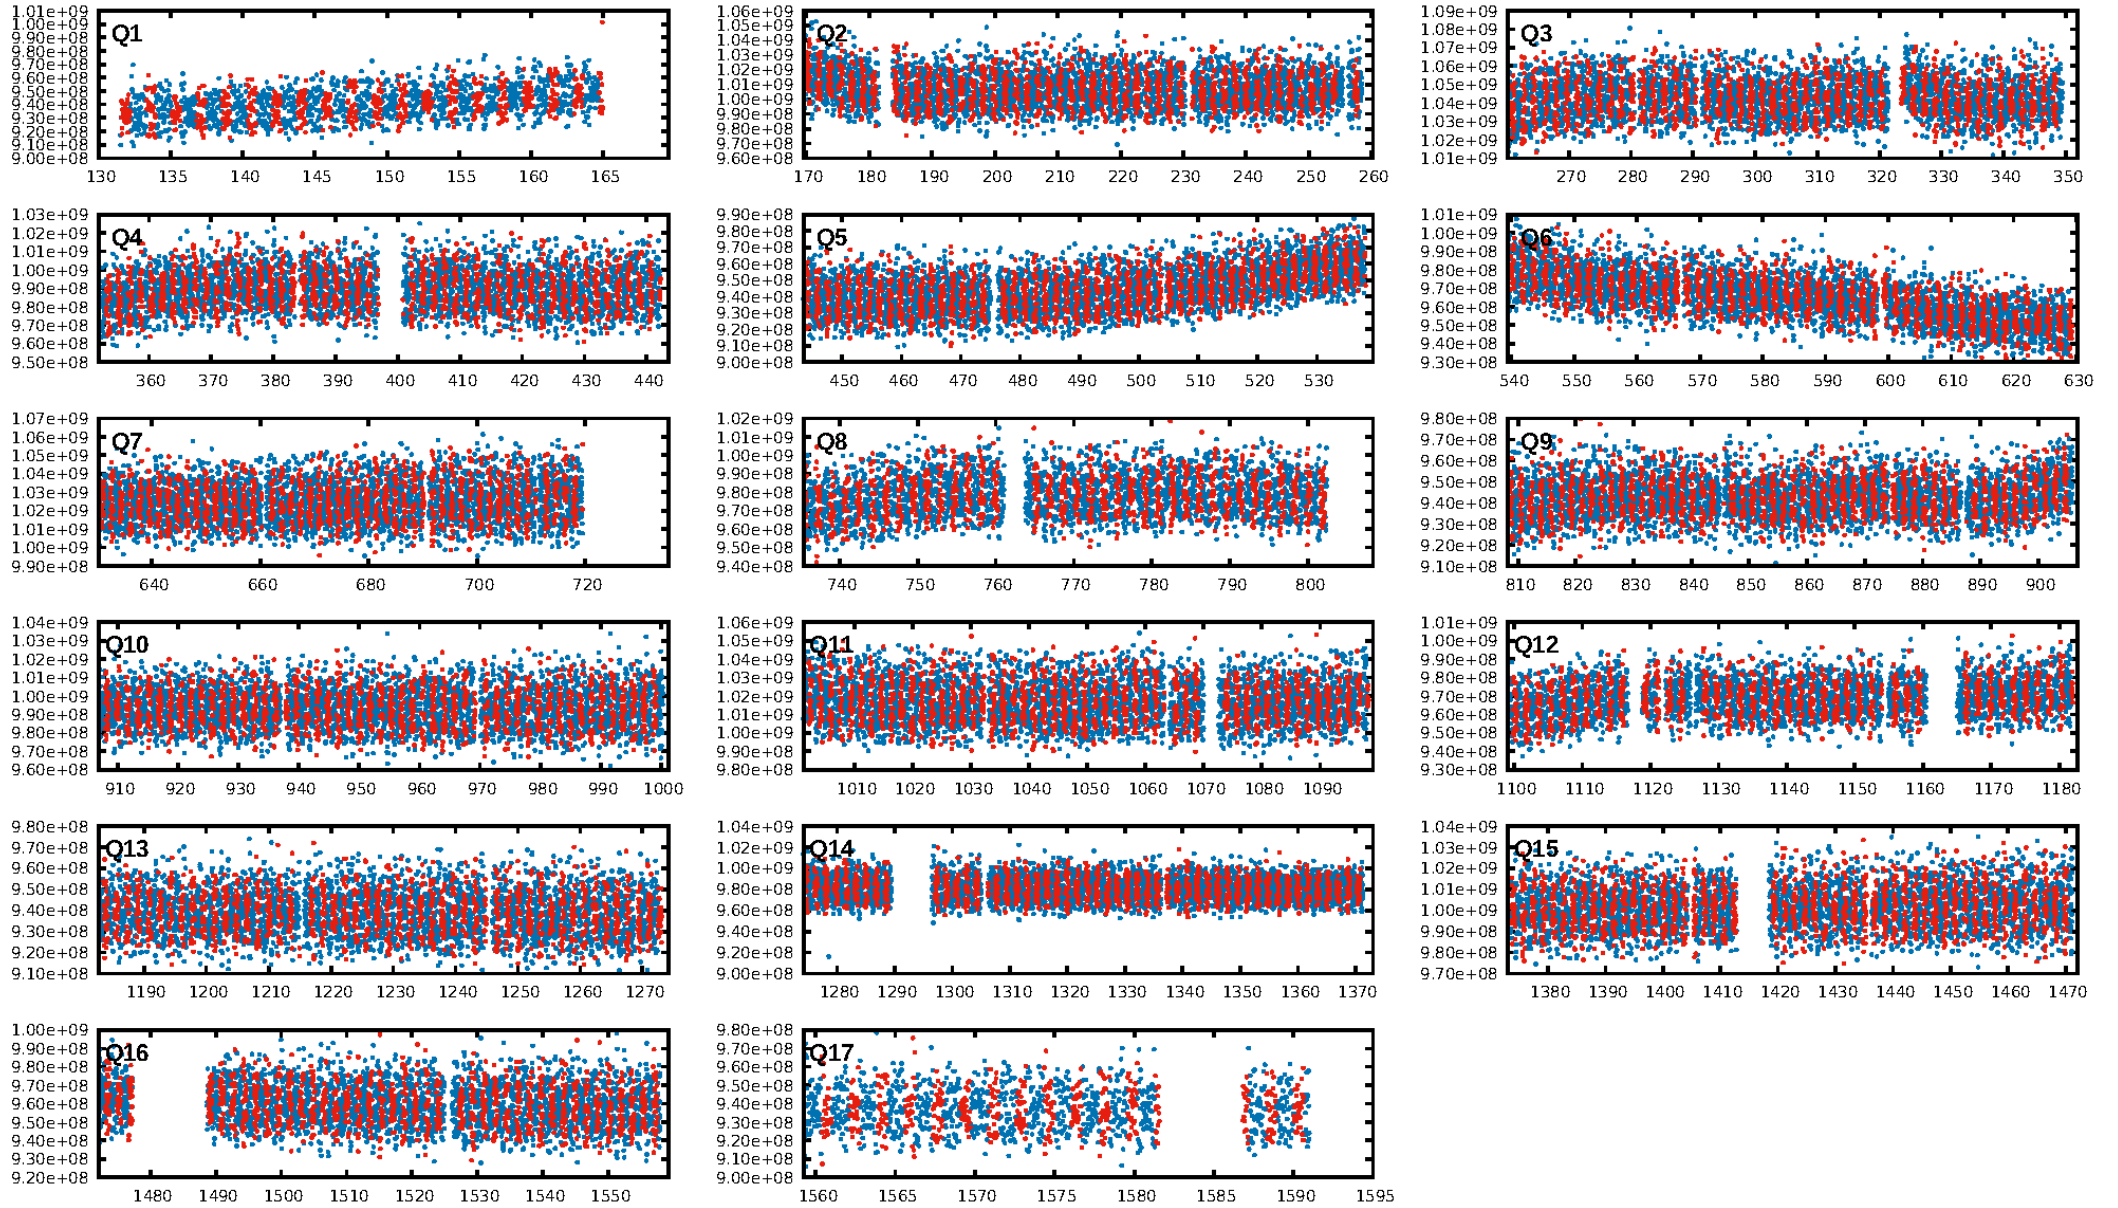 1.01e+09
1.00e+09
9.90e+08
9.80e+08
9.70e+08
9.60e+08
9.50e+08
9.40e+08
9.30e+08
9.20e+08
9.10e+08
9.00e+08
Q1
130 135 140 145 150 155 160 165
1.06e+09
1.05e+09
1.04e+09
1.03e+09
1.02e+09
1.01e+09
1.00e+09
9.90e+08
9.80e+08
9.70e+08
9.60e+08
Q2
170 180 190 200 210 220 230 240 250 260
1.09e+09
1.08e+09
1.07e+09
1.06e+09
1.05e+09
1.04e+09
1.03e+09
1.02e+09
1.01e+09
Q3
270 280 290 300 310 320 330 340 350
1.03e+09
1.02e+09
1.01e+09
1.00e+09
9.90e+08
9.80e+08
9.70e+08
9.60e+08
9.50e+08
Q4
360 370 380 390 400 410 420 430 440
9.90e+08
9.80e+08
9.70e+08
9.60e+08
9.50e+08
9.40e+08
9.30e+08
9.20e+08
9.10e+08
9.00e+08
Q5
450 460 470 480 490 500 510 520 530
1.01e+09
1.00e+09
9.90e+08
9.80e+08
9.70e+08
9.60e+08
9.50e+08
9.40e+08
9.30e+08
Q6
540 550 560 570 580 590 600 610 620 630
1.07e+09
1.06e+09
1.05e+09
1.04e+09
1.03e+09
1.02e+09
1.01e+09
1.00e+09
9.90e+08
Q7
640 660 680 700 720
1.02e+09
1.01e+09
1.00e+09
9.90e+08
9.80e+08
9.70e+08
9.60e+08
9.50e+08
9.40e+08
Q8
740 750 760 770 780 790 800
9.80e+08
9.70e+08
9.60e+08
9.50e+08
9.40e+08
9.30e+08
9.20e+08
9.10e+08
Q9
810 820 830 840 850 860 870 880 890 900
1.04e+09
1.03e+09
1.02e+09
1.01e+09
1.00e+09
9.90e+08
9.80e+08
9.70e+08
9.60e+08
Q10
910 920 930 940 950 960 970 980 990 1000
1.06e+09
1.05e+09
1.04e+09
1.03e+09
1.02e+09
1.01e+09
1.00e+09
9.90e+08
9.80e+08
Q11
1010 1020 1030 1040 1050 1060 1070 1080 1090
1.01e+09
1.00e+09
9.90e+08
9.80e+08
9.70e+08
9.60e+08
9.50e+08
9.40e+08
9.30e+08
Q12
1100 1110 1120 1130 1140 1150 1160 1170 1180
9.80e+08
9.70e+08
9.60e+08
9.50e+08
9.40e+08
9.30e+08
9.20e+08
9.10e+08
Q13
1190 1200 1210 1220 1230 1240 1250 1260 1270
1.04e+09
1.02e+09
1.00e+09
9.80e+08
9.60e+08
9.40e+08
9.20e+08
9.00e+08
Q14
1280 1290 1300 1310 1320 1330 1340 1350 1360 1370
1.04e+09
1.03e+09
1.02e+09
1.01e+09
1.00e+09
9.90e+08
9.80e+08
9.70e+08
Q15
1380 1390 1400 1410 1420 1430 1440 1450 1460 1470
1.00e+09
9.90e+08
9.80e+08
9.70e+08
9.60e+08
9.50e+08
9.40e+08
9.30e+08
9.20e+08
Q16
1480 1490 1500 1510 1520 1530 1540 1550
9.80e+08
9.70e+08
9.60e+08
9.50e+08
9.40e+08
9.30e+08
9.20e+08
9.10e+08
9.00e+08
Q17
1560 1565 1570 1575 1580 1585 1590 1595